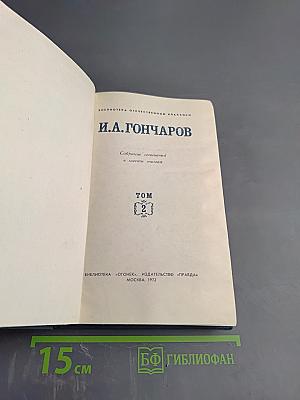 БИБЛИОТЕКА ОТЕЧЕСТВЕННОЙ КЛАССИКИ
И.А.ГОНЧАРОВ
Собрание сочинений
в шести томах
ТОМ
2
БИБЛИОТЕКА «ОГОНЕК». ИЗДАТЕЛЬСТВО «ПРАВДА»
МОСКВА. 1972
15 см
БФ ГИБЛИОФАН